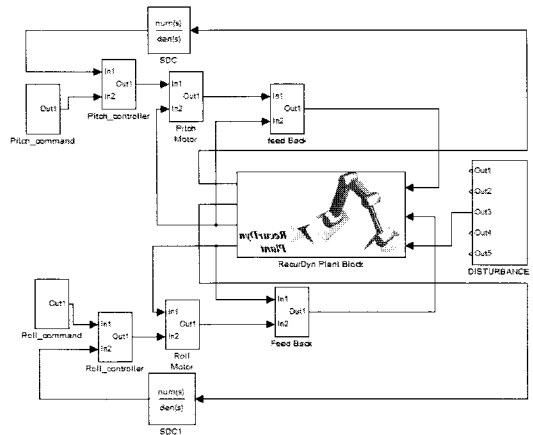 num(s)
den(s)
SDC
In1
In2
Out1
Pitch_controller
Out1
Pitch_command
In1
In2
Out1
Pitch
Motor
In1
In2
Out1
feed Back
RecurDyn
Plant
RecurDyn Plant Block
Out1
Out2
Out3
Out4
Out5
DISTURBANCE
Out1
Roll_command
In1
In2
Out1
Roll_controller
In1
In2
Out1
Roll
Motor
In1
In2
Out1
Feed Back
num(s)
den(s)
SDC1